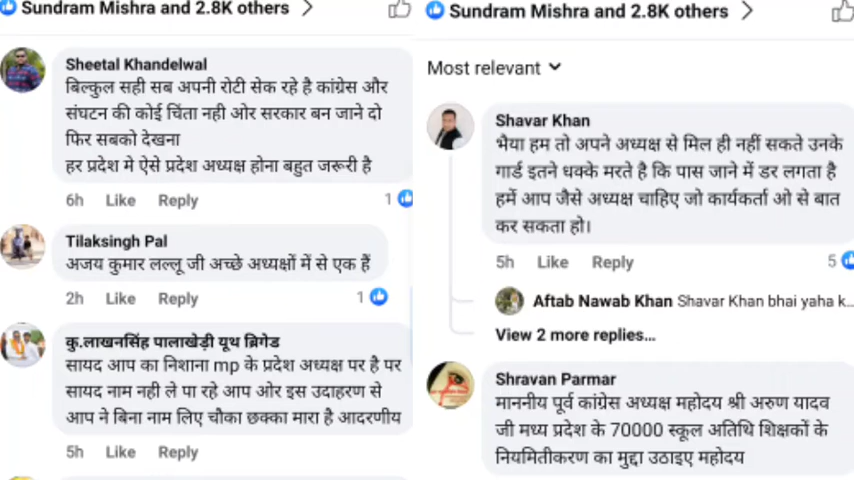 Sundram Mishra and 2.8K others
Sheetal Khandelwal
बिल्कुल सही सब अपनी रोटी सेक रहे है कांग्रेस और
संघटन की कोई चिंता नही ओर सरकार बन जाने दो
फिर सबको देखना
हर प्रदेश मे ऐसे प्रदेश अध्यक्ष होना बहुत जरूरी है
6h Like Reply 1
Tilaksingh Pal
अजय कुमार लल्लू जी अच्छे अध्यक्षों में से एक हैं
2h Like Reply 1
कु.लाखनसिंह पालाखेड़ी यूथ ब्रिगेड
सायद आप का निशाना mp के प्रदेश अध्यक्ष पर है पर
सायद नाम नही ले पा रहे आप ओर इस उदाहरण से
आप ने बिना नाम लिए चौका छक्का मारा है आदरणीय
5h Like Reply
Sundram Mishra and 2.8K others
Most relevant
Shavar Khan
भैया हम तो अपने अध्यक्ष से मिल ही नहीं सकते उनके
गार्ड इतने धक्के मरते है कि पास जाने में डर लगता है
हमें आप जैसे अध्यक्ष चाहिए जो कार्यकर्ता ओ से बात
कर सकता हो।
5h Like Reply 5
Aftab Nawab Khan Shavar Khan bhai yaha k...
View 2 more replies...
Shravan Parmar
माननीय पूर्व कांग्रेस अध्यक्ष महोदय श्री अरुण यादव
जी मध्य प्रदेश के 70000 स्कूल अतिथि शिक्षकों के
नियमितीकरण का मुद्दा उठाइए महोदय